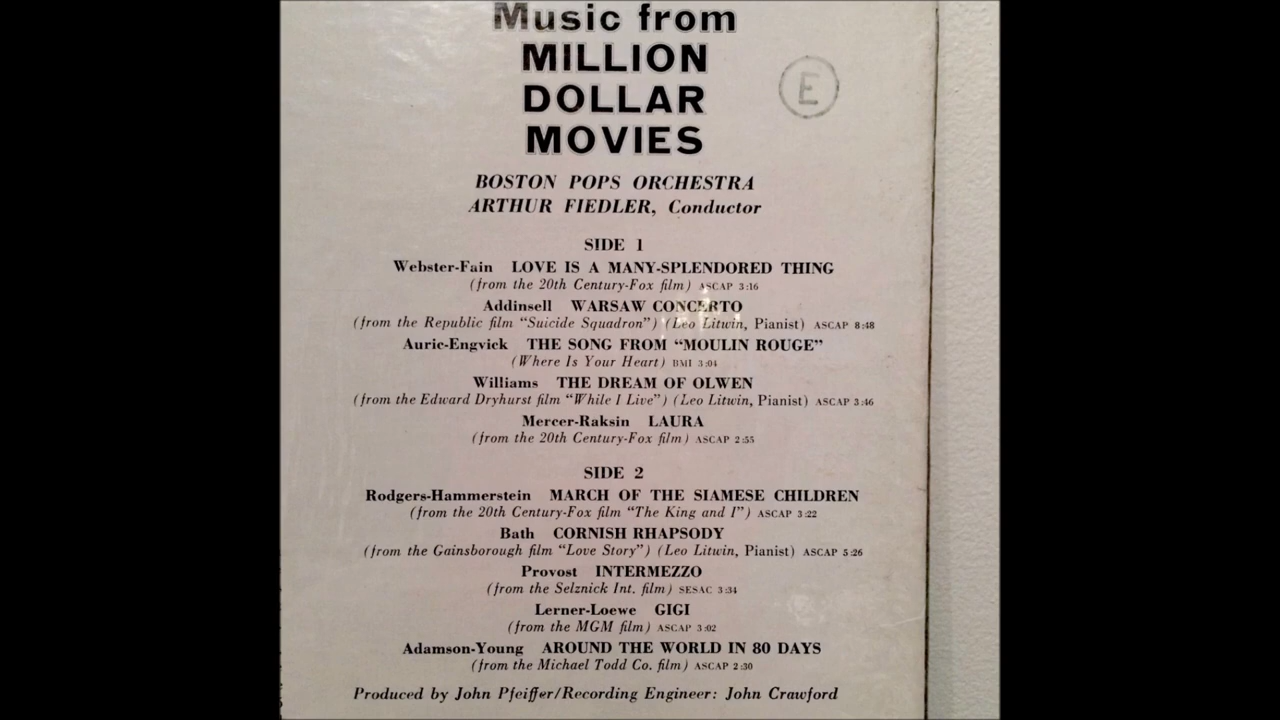 Music from
MILLION
DOLLAR
MOVIES
E
BOSTON POPS ORCHESTRA
ARTHUR FIEDLER, Conductor
SIDE 1
Webster-Fain LOVE IS A MANY-SPLENDORED THING
(from the 20th Century-Fox film) ASCAP 3:16
Addinsell WARSAW CONCERTO
(from the Republic film “Suicide Squadron”) (Leo Litwin, Pianist) ASCAP 8:48
Auric-Engvick THE SONG FROM “MOULIN ROUGE”
(Where Is Your Heart) BMI 3:04
Williams THE DREAM OF OLWEN
(from the Edward Dryhurst film “While I Live”) (Leo Litwin, Pianist) ASCAP 3:46
Mercer-Raksin LAURA
(from the 20th Century-Fox film) ASCAP 2:55
SIDE 2
Rodgers-Hammerstein MARCH OF THE SIAMESE CHILDREN
(from the 20th Century-Fox film “The King and I”) ASCAP 3:22
Bath CORNISH RHAPSODY
(from the Gainsborough film “Love Story”) (Leo Litwin, Pianist) ASCAP 5:26
Provost INTERMEZZO
(from the Selznick Int. film) SESAC 3:34
Lerner-Loewe GIGI
(from the MGM film) ASCAP 3:02
Adamson-Young AROUND THE WORLD IN 80 DAYS
(from the Michael Todd Co. film) ASCAP 2:30
Produced by John Pfeiffer/Recording Engineer: John Crawford